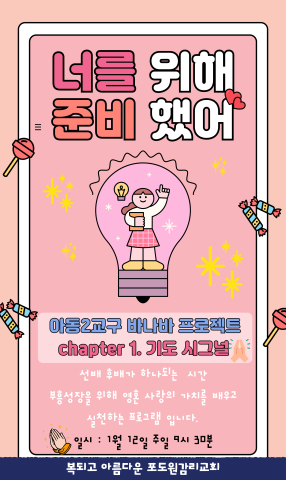 너를 위해
준비 했어
아동2교구 바나바 프로젝트
chapter 1. 기도 시그널
선배 후배가 하나되는 시간
부흥성장을 위해 영혼 사랑의 가치를 배우고
실천하는 프로그램 입니다.
일시 : 1월 12일 주일 9시 30분
복되고 아름다운 포도원감리교회